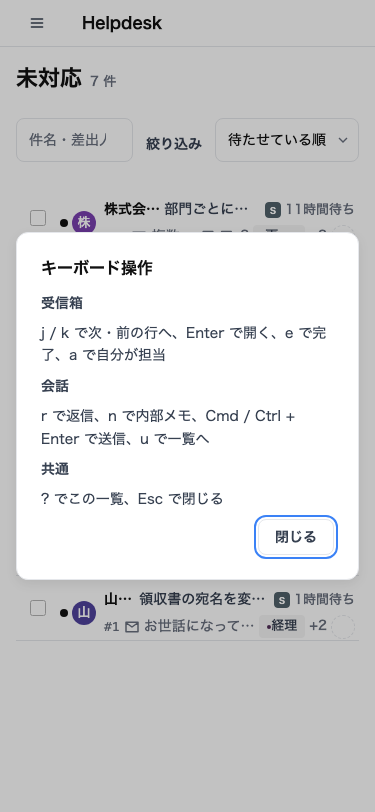 Helpdesk
未対応 7 件
件名・差出人
絞り込み
待たせている順
株 株式会… 部門ごとに… S 11時間待ち
キーボード操作
受信箱
j / k で次・前の行へ、Enter で開く、e で完
了、a で自分が担当
会話
r で返信、n で内部メモ、Cmd / Ctrl +
Enter で送信、u で一覧へ
共通
? でこの一覧、Esc で閉じる
閉じる
山 山… 領収書の宛名を変… S 1時間待ち
#1 お世話になって… •経理 +2